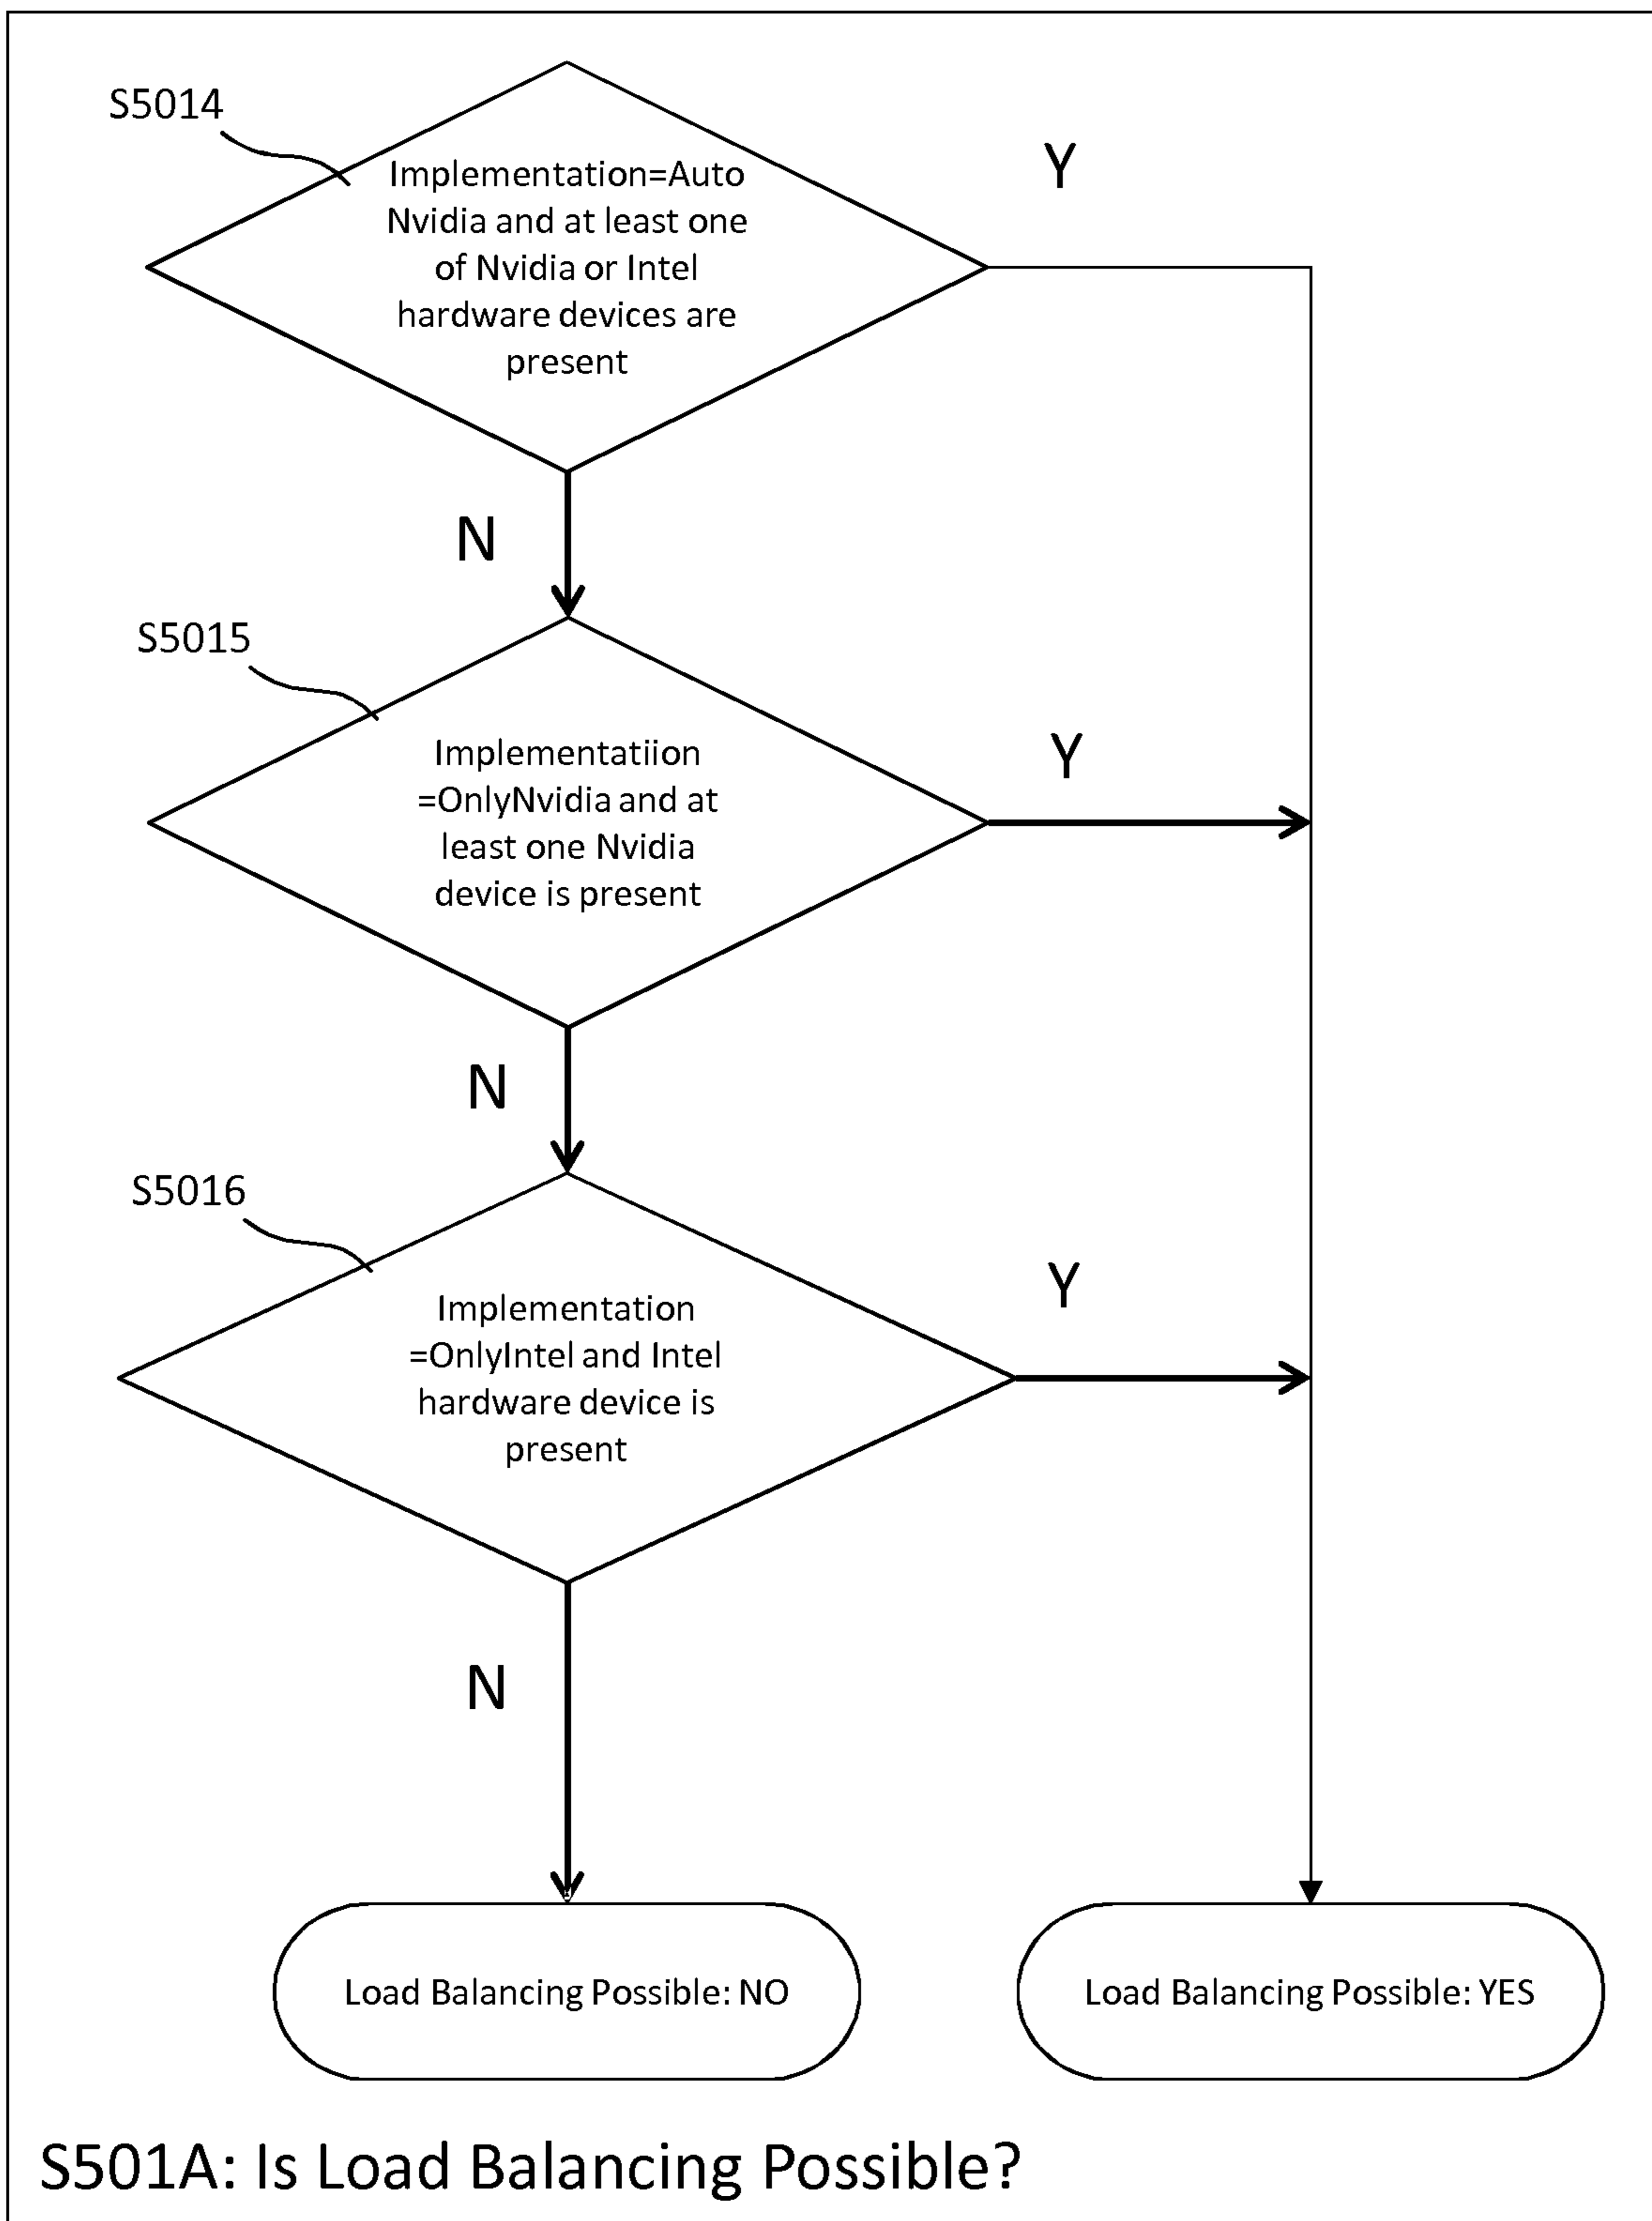 S5014
Implementation=Auto
Nvidia and at least one
of Nvidia or Intel
hardware devices are
present
Y
N
S5015
Implementatiion
=OnlyNvidia and at
least one Nvidia
device is present
Y
N
S5016
Implementation
=OnlyIntel and Intel
hardware device is
present
Y
N
Load Balancing Possible: NO
Load Balancing Possible: YES
S501A: Is Load Balancing Possible?